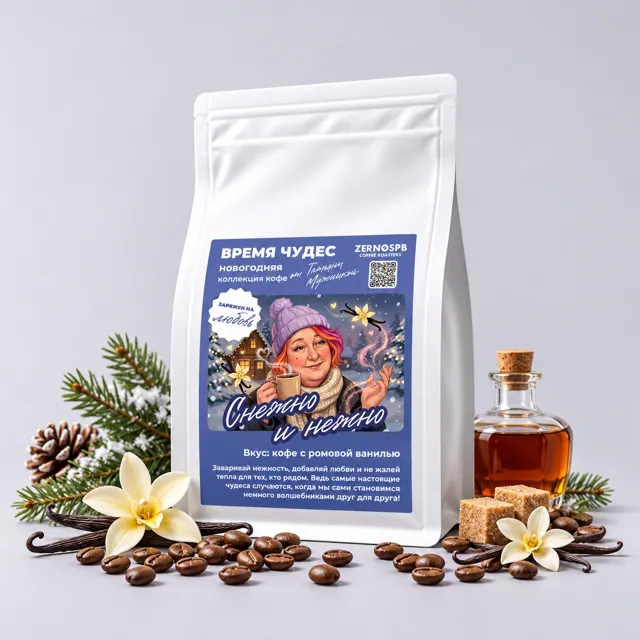 ВРЕМЯ ЧУДЕС
ZERNOSPB
COFFEE ROASTERS
НОВОГОДНЯЯ
коллекция кофе от Татьяны
Мужицкой
ЗАРЯЖЕН НА
любовь
Снежно
и нежно
Вкус: кофе с ромовой ванилью
Заваривай нежность, добавляй любви и не жалей
тепла для тех, кто рядом. Ведь самые настоящие
чудеса случаются, когда мы сами становимся
немного волшебниками друг для друга!